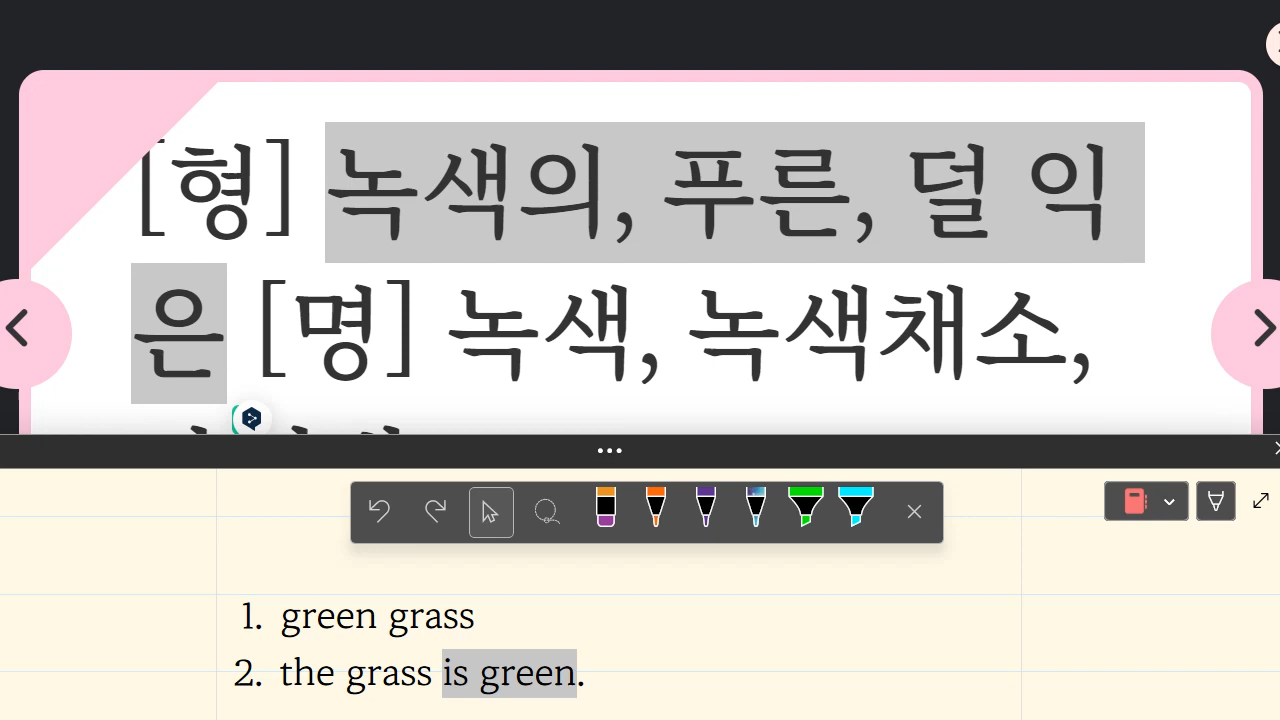 [형] 녹색의, 푸른, 덜 익
은 [명] 녹색, 녹색채소,
1. green grass
2. the grass is green.